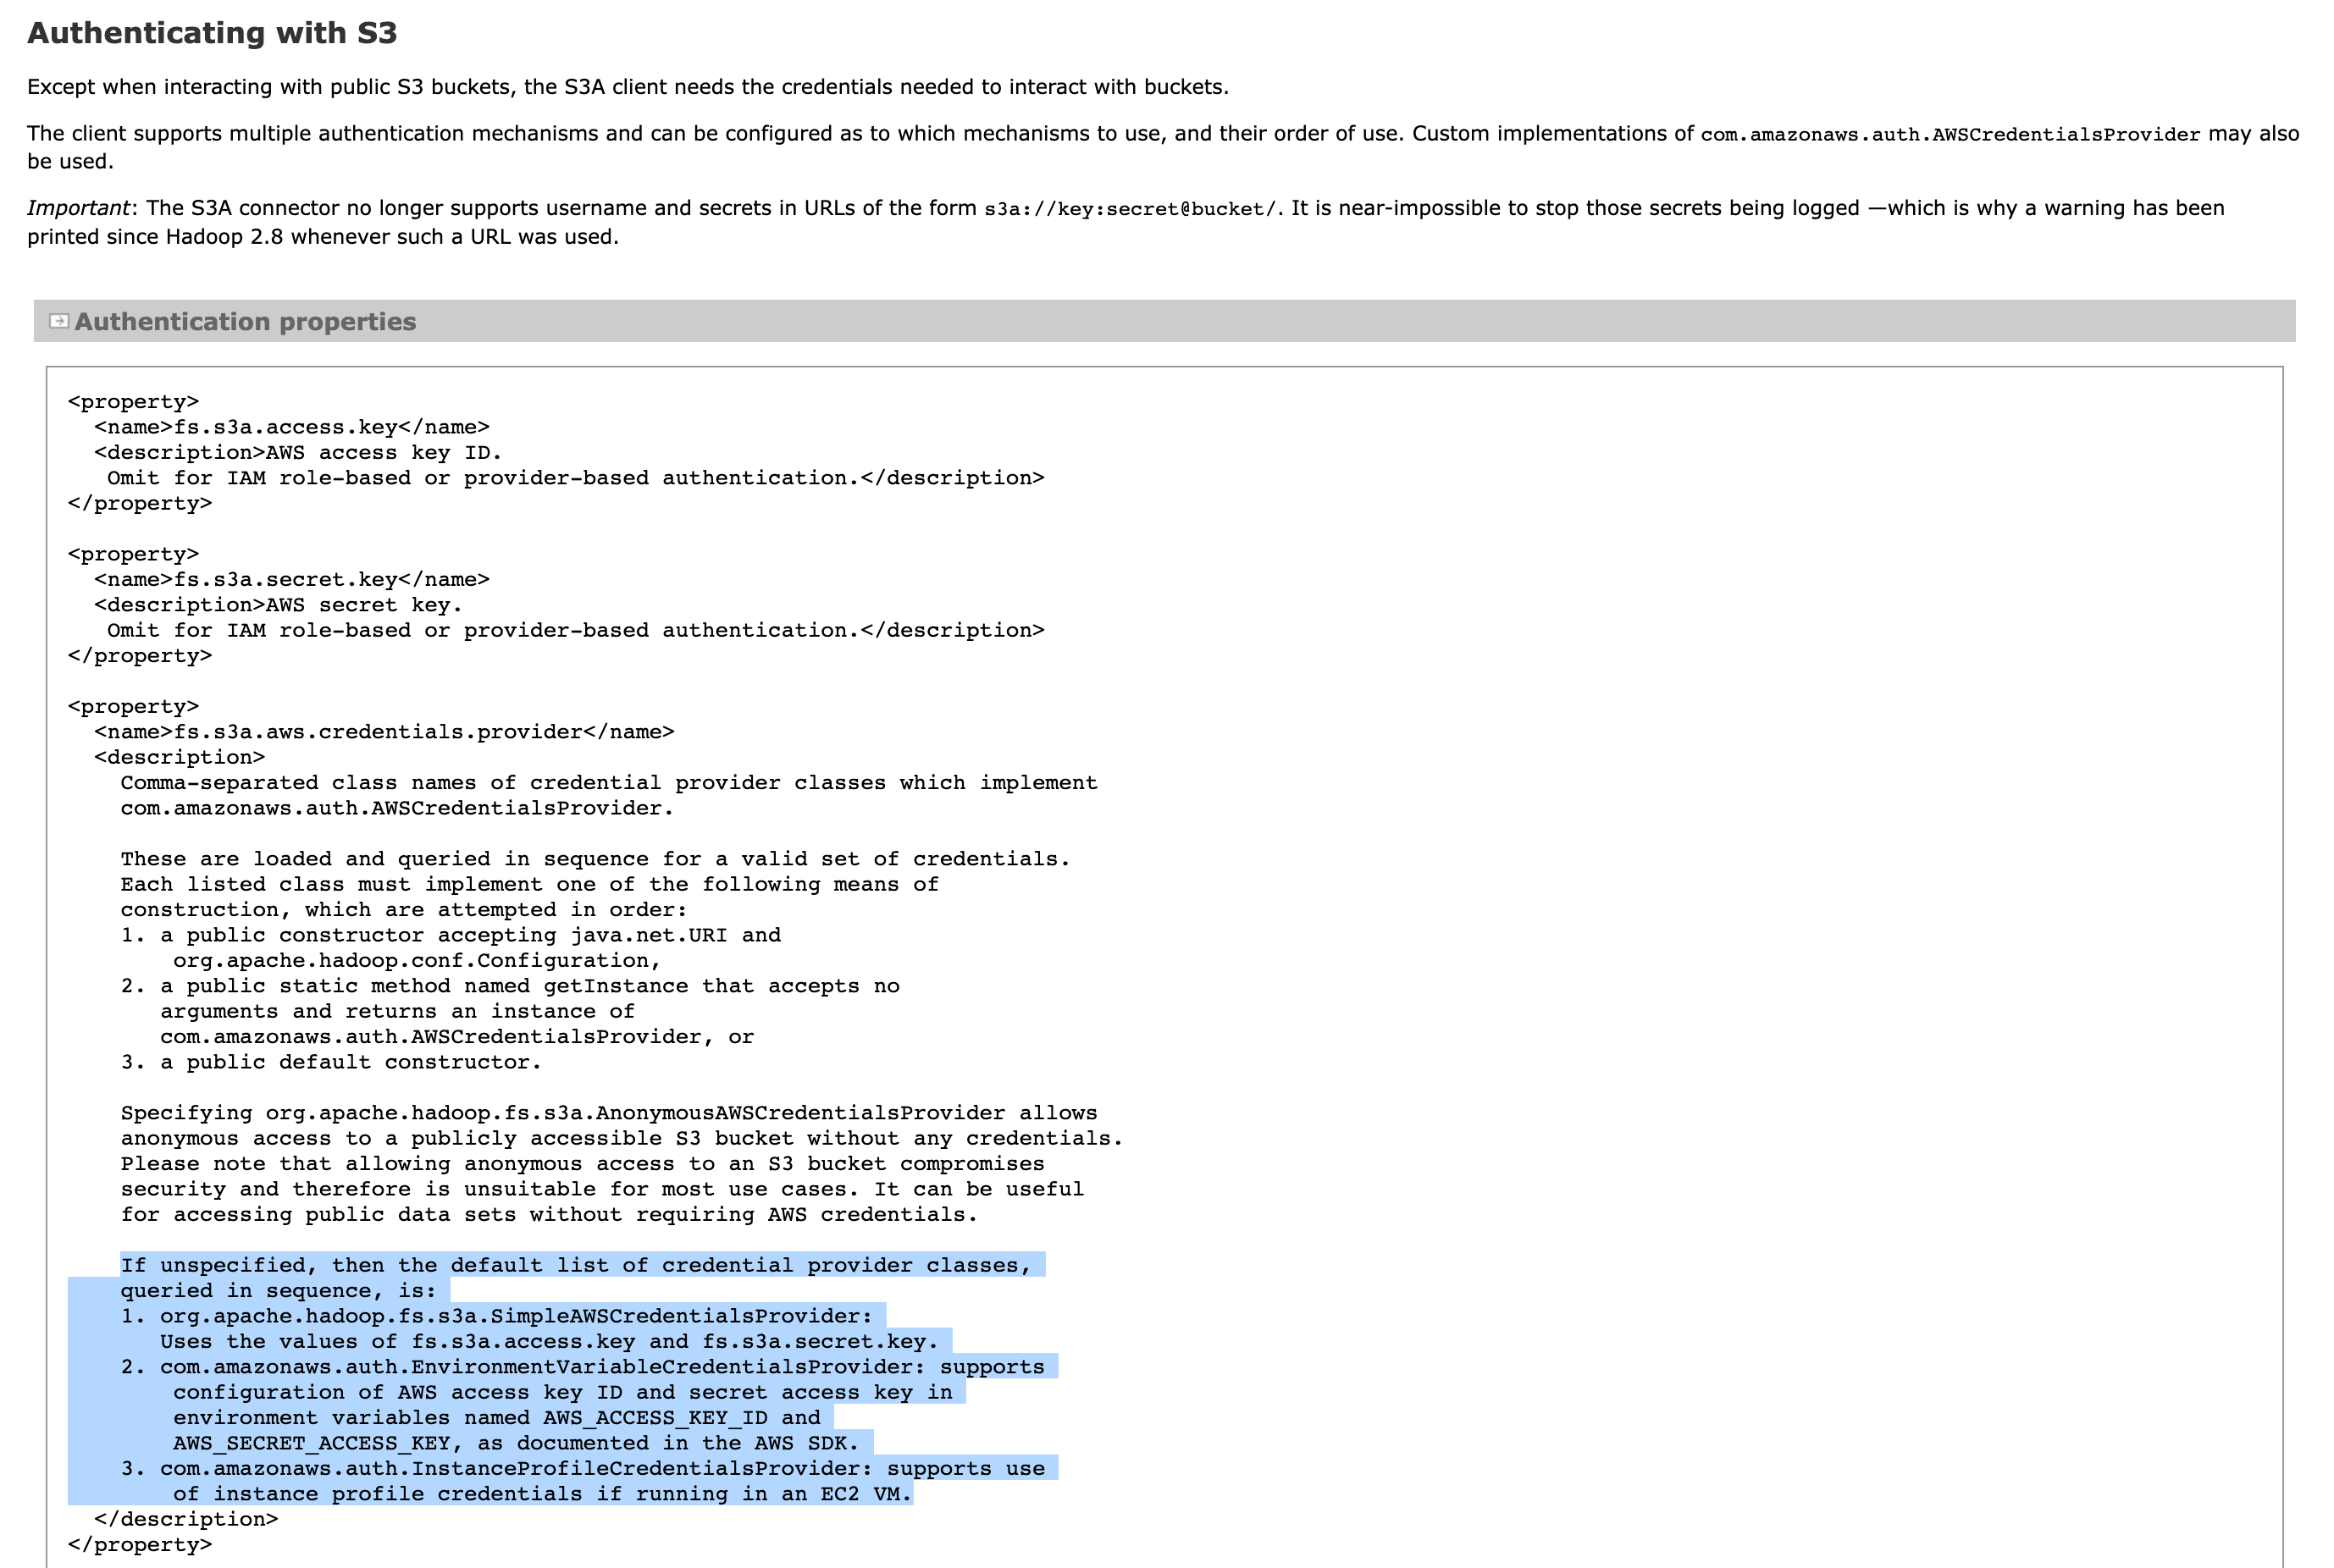 Authenticating with S3
Except when interacting with public S3 buckets, the S3A client needs the credentials needed to interact with buckets.
The client supports multiple authentication mechanisms and can be configured as to which mechanisms to use, and their order of use. Custom implementations of com.amazonaws.auth.AWSCredentialsProvider may also
be used.
Important: The S3A connector no longer supports username and secrets in URLs of the form s3a://key:secret@bucket/. It is near-impossible to stop those secrets being logged —which is why a warning has been
printed since Hadoop 2.8 whenever such a URL was used.
Authentication properties
<property>
  <name>fs.s3a.access.key</name>
  <description>AWS access key ID.
   Omit for IAM role-based or provider-based authentication.</description>
</property>
<property>
  <name>fs.s3a.secret.key</name>
  <description>AWS secret key.
   Omit for IAM role-based or provider-based authentication.</description>
</property>
<property>
  <name>fs.s3a.aws.credentials.provider</name>
  <description>
    Comma-separated class names of credential provider classes which implement
    com.amazonaws.auth.AWSCredentialsProvider.
    These are loaded and queried in sequence for a valid set of credentials.
    Each listed class must implement one of the following means of
    construction, which are attempted in order:
    1. a public constructor accepting java.net.URI and
        org.apache.hadoop.conf.Configuration,
    2. a public static method named getInstance that accepts no
       arguments and returns an instance of
       com.amazonaws.auth.AWSCredentialsProvider, or
    3. a public default constructor.
    Specifying org.apache.hadoop.fs.s3a.AnonymousAWSCredentialsProvider allows
    anonymous access to a publicly accessible S3 bucket without any credentials.
    Please note that allowing anonymous access to an S3 bucket compromises
    security and therefore is unsuitable for most use cases. It can be useful
    for accessing public data sets without requiring AWS credentials.
    If unspecified, then the default list of credential provider classes,
    queried in sequence, is:
    1. org.apache.hadoop.fs.s3a.SimpleAWSCredentialsProvider:
       Uses the values of fs.s3a.access.key and fs.s3a.secret.key.
    2. com.amazonaws.auth.EnvironmentVariableCredentialsProvider: supports
        configuration of AWS access key ID and secret access key in
        environment variables named AWS_ACCESS_KEY_ID and
        AWS_SECRET_ACCESS_KEY, as documented in the AWS SDK.
    3. com.amazonaws.auth.InstanceProfileCredentialsProvider: supports use
        of instance profile credentials if running in an EC2 VM.
  </description>
</property>